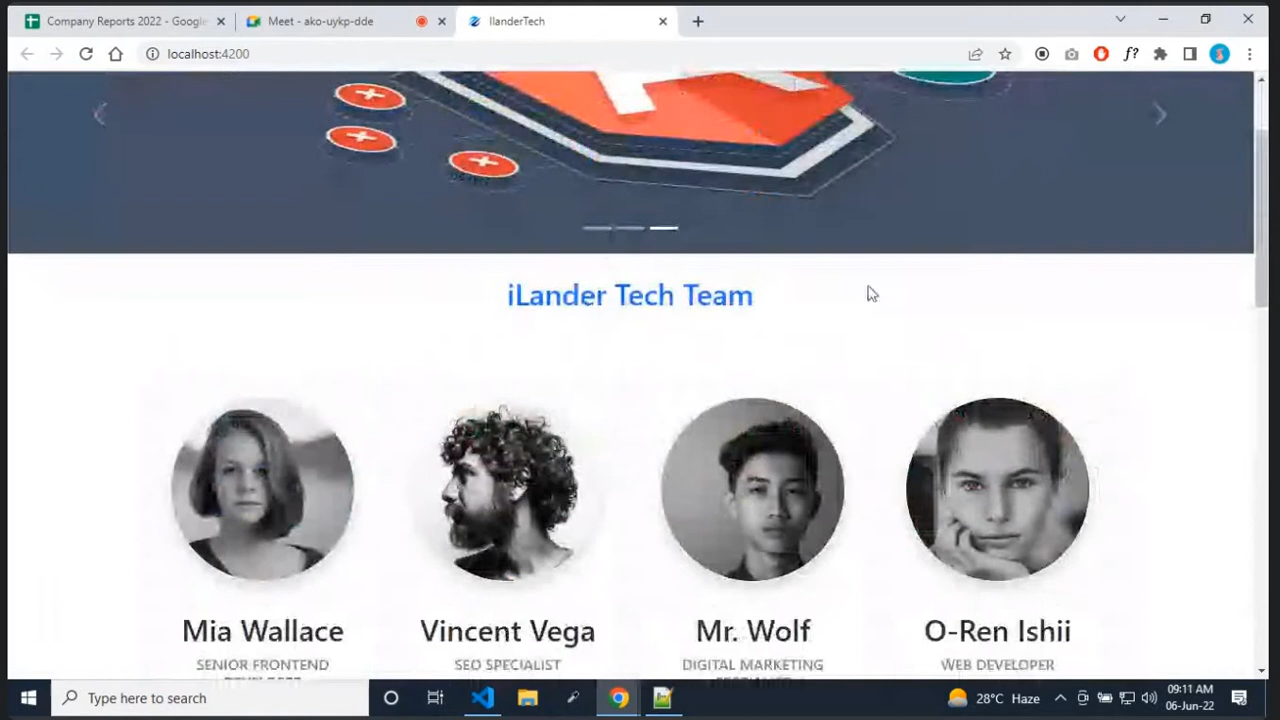 Company Reports 2022 - Google
Meet - ako-uykp-dde
IlanderTech
localhost:4200
f?
iLander Tech Team
Mia Wallace
Vincent Vega
Mr. Wolf
O-Ren Ishii
SENIOR FRONTEND
SEO SPECIALIST
DIGITAL MARKETING
WEB DEVELOPER
Type here to search
28°C Haze
09:11 AM
06-Jun-22